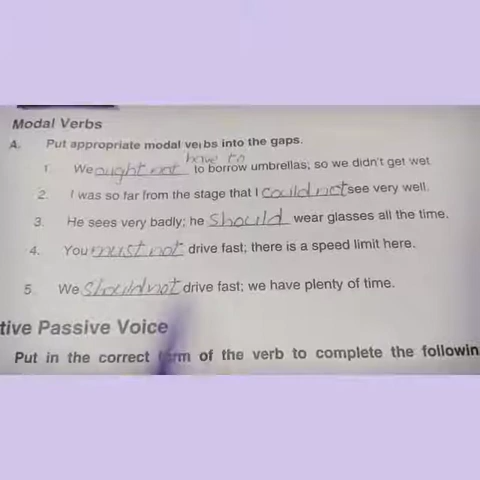 Modal Verbs
A. Put appropriate modal verbs into the gaps.
have to
1. We ought not to borrow umbrellas; so we didn't get wet
2. I was so far from the stage that I could not see very well.
3. He sees very badly; he should wear glasses all the time.
4. You must not drive fast; there is a speed limit here.
5. We should not drive fast; we have plenty of time.
tive Passive Voice
Put in the correct form of the verb to complete the followin